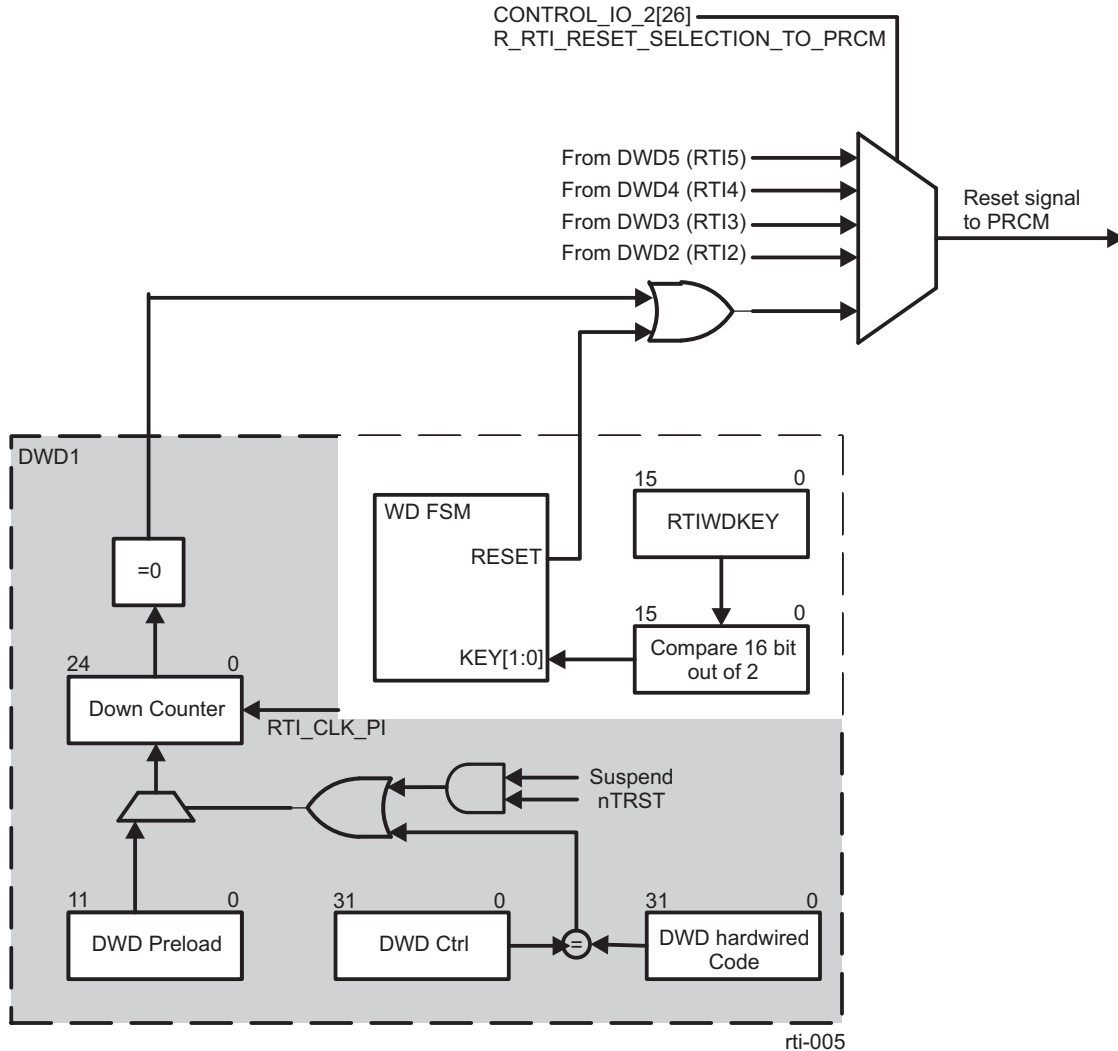 CONTROL_IO_2[26]
R_RTI_RESET_SELECTION_TO_PRCM
From DWD5 (RTI5)
From DWD4 (RTI4)
From DWD3 (RTI3)
From DWD2 (RTI2)
Reset signal
to PRCM
DWD1
WD FSM
RESET
KEY[1:0]
15 0
RTIWDKEY
15 0
Compare 16 bit
out of 2
=0
24 0
Down Counter
RTI_CLK_PI
Suspend
nTRST
11 0
DWD Preload
31 0
DWD Ctrl
=
31 0
DWD hardwired
Code
rti-005